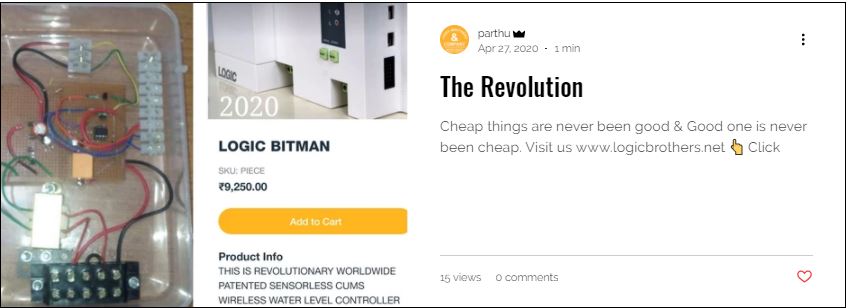 LOGIC
2020
LOGIC BITMAN
SKU: PIECE
₹9,250.00
Add to Cart
Product Info
THIS IS REVOLUTIONARY WORLDWIDE
PATENTED SENSORLESS CUMS
WIRELESS WATER LEVEL CONTROLLER
parthu
Apr 27, 2020 · 1 min
The Revolution
Cheap things are never been good & Good one is never
been cheap. Visit us www.logicbrothers.net 👆 Click
15 views 0 comments